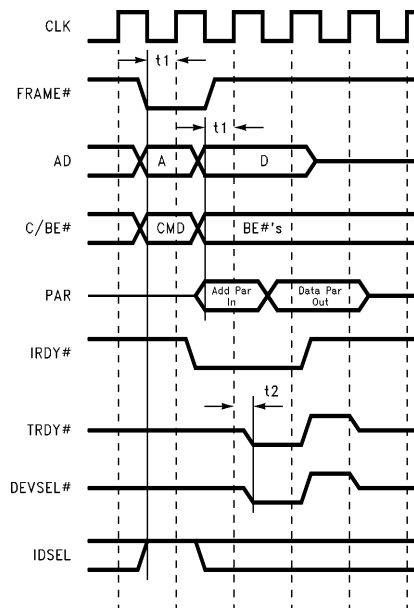 CLK
t1
FRAME#
t1
AD
A
D
C/BE#
CMD
BE#'s
PAR
Add Par
In
Data Par
Out
IRDY#
t2
TRDY#
DEVSEL#
IDSEL